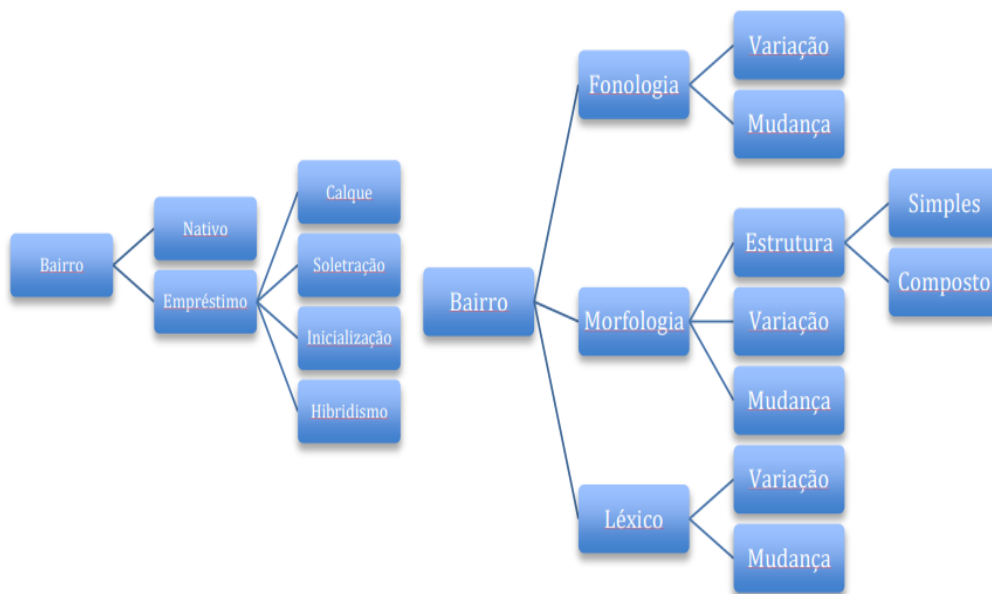 Bairro
Nativo
Empréstimo
Calque
Soletração
Inicialização
Hibridismo
Bairro
Fonologia
Variação
Mudança
Morfologia
Estrutura
Simples
Composto
Variação
Mudança
Léxico
Variação
Mudança